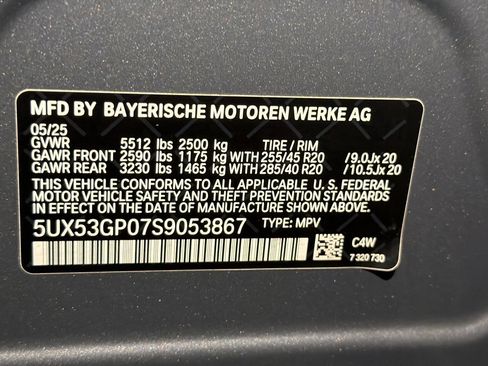 MFD BY BAYERISCHE MOTOREN WERKE AG
05/25
GVWR 5512 lbs 2500 kg TIRE / RIM
GAWR FRONT 2590 lbs 1175 kg WITH 255/45 R20 /9.0Jx20
GAWR REAR 3230 lbs 1465 kg WITH 285/40 R20 /10.5Jx20
THIS VEHICLE CONFORMS TO ALL APPLICABLE U. S. FEDERAL
MOTOR VEHICLE SAFETY AND THEFT PREVENTION STANDARDS
IN EFFECT ON THE DATE OF MANUFACTURE SHOWN ABOVE.
5UX53GP07S9053867 TYPE: MPV
C4W
7 320 730